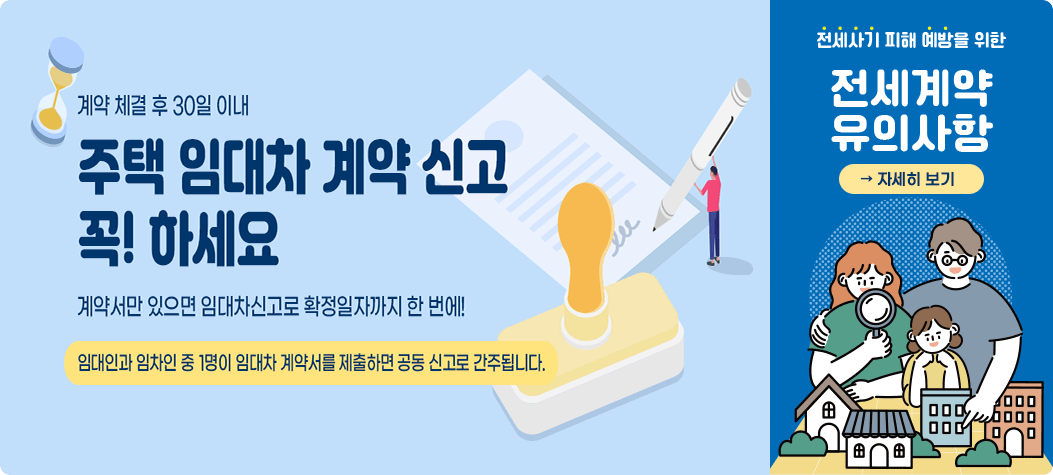 계약 체결 후 30일 이내
주택 임대차 계약 신고
꼭! 하세요
계약서만 있으면 임대차신고로 확정일자까지 한 번에!
임대인과 임차인 중 1명이 임대차 계약서를 제출하면 공동 신고로 간주됩니다.
전세사기 피해 예방을 위한
전세계약
유의사항
→ 자세히 보기